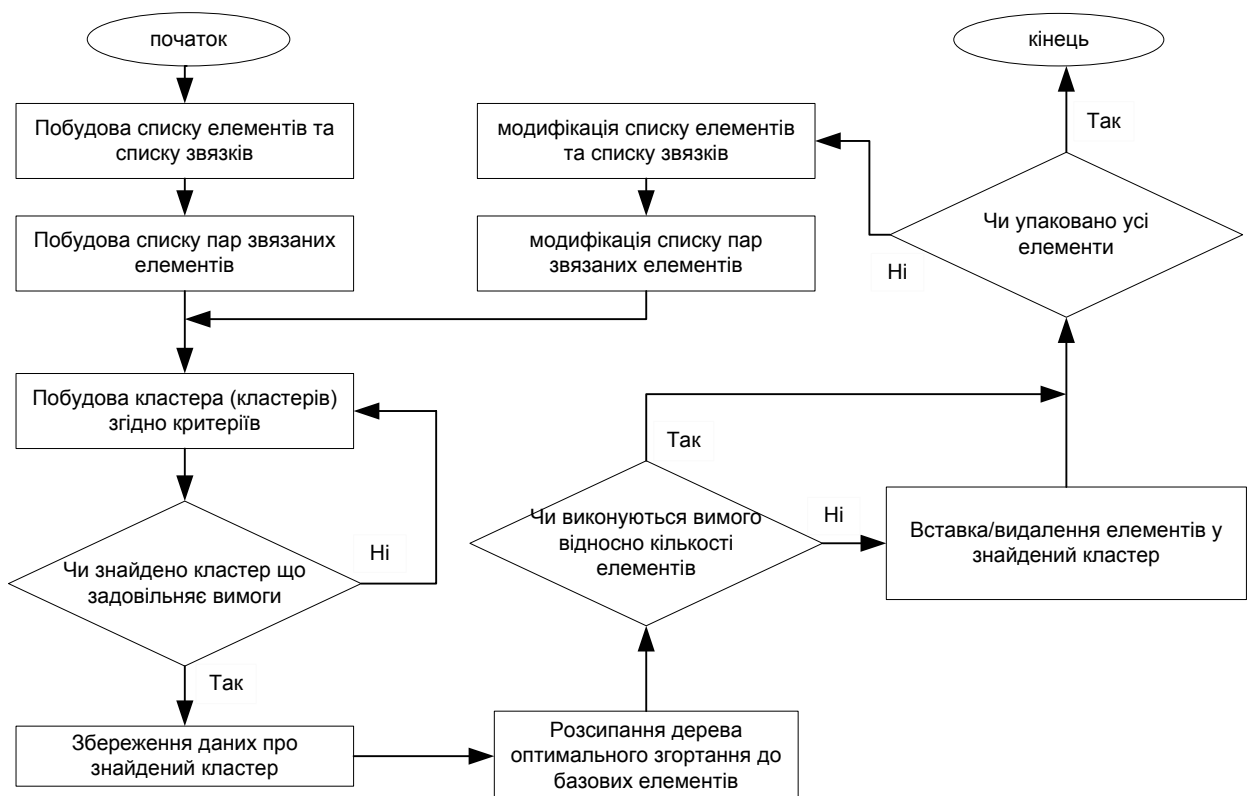 початок
Побудова списку елементів та
списку звязків
Побудова списку пар звязаних
елементів
Побудова кластера (кластерів)
згідно критеріїв
Ні
Чи знайдено кластер що
задовільняє вимоги
Так
Збереження даних про
знайдений кластер
Розсипання дерева
оптимального згортання до
базових елементів
Чи виконуються вимого
відносно кількості
елементів
Так
Ні
Вставка/видалення елементів у
знайдений кластер
Чи упаковано усі
елементи
Ні
Так
модифікація списку елементів
та списку звязків
модифікація списку пар
звязаних елементів
кінець